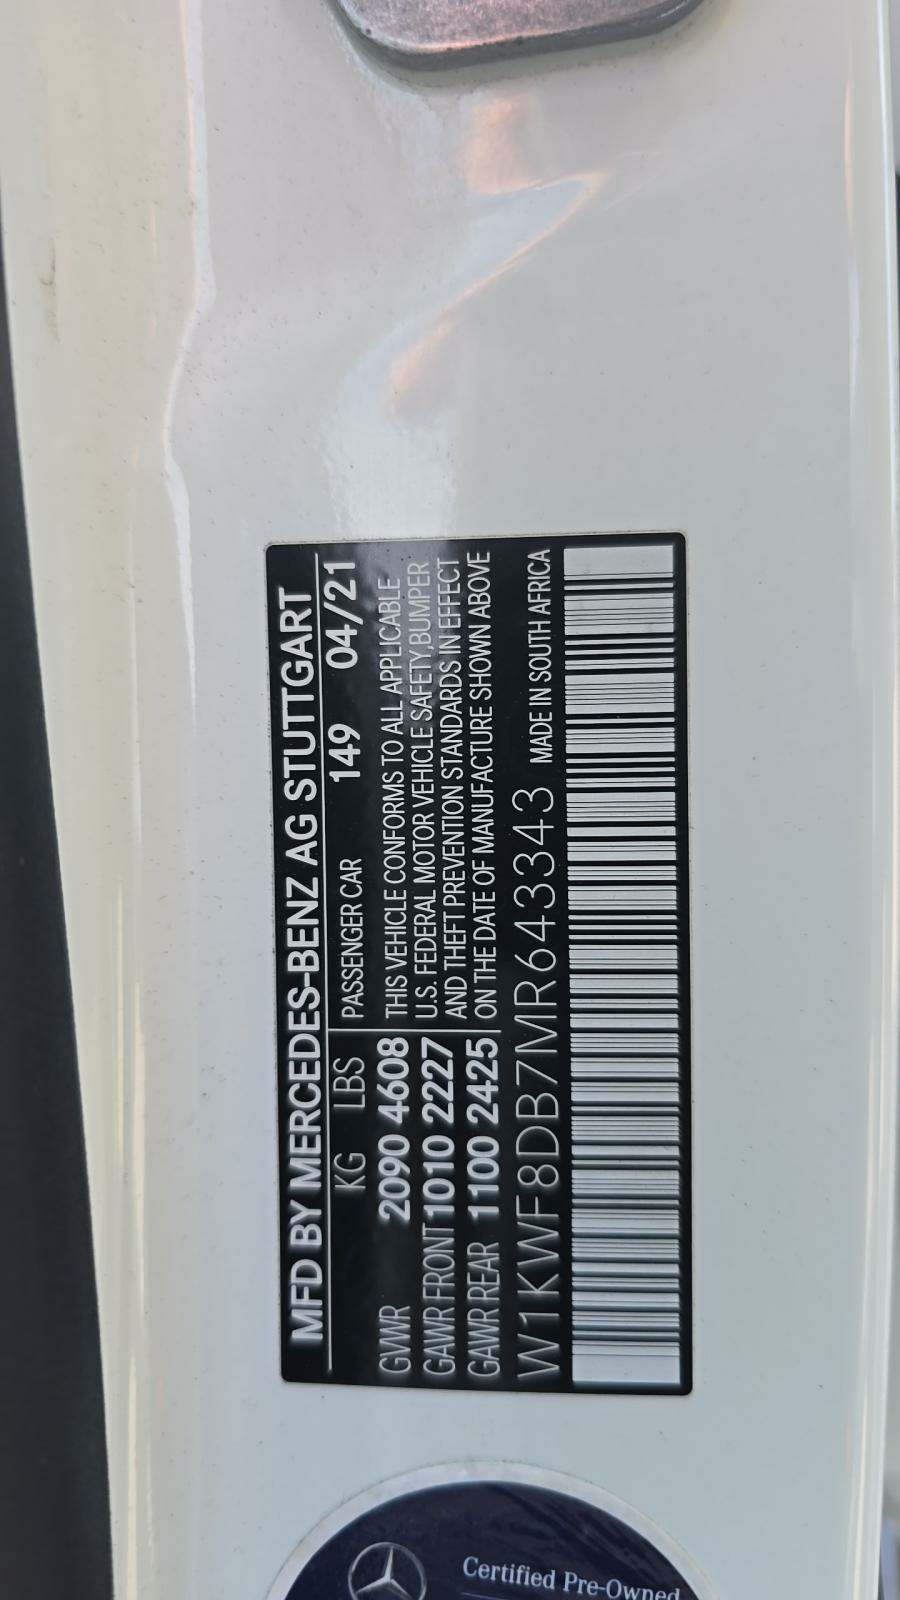 MFD BY MERCEDES-BENZ AG STUTTGART
KG LBS PASSENGER CAR 149 04/21
GVWR 2090 4608 THIS VEHICLE CONFORMS TO ALL APPLICABLE
GAWR FRONT 1010 2227 U.S. FEDERAL MOTOR VEHICLE SAFETY,BUMPER
GAWR REAR 1100 2425 AND THEFT PREVENTION STANDARDS IN EFFECT
ON THE DATE OF MANUFACTURE SHOWN ABOVE
W1KWF8DB7MR643343 MADE IN SOUTH AFRICA
Certified Pre-Owned